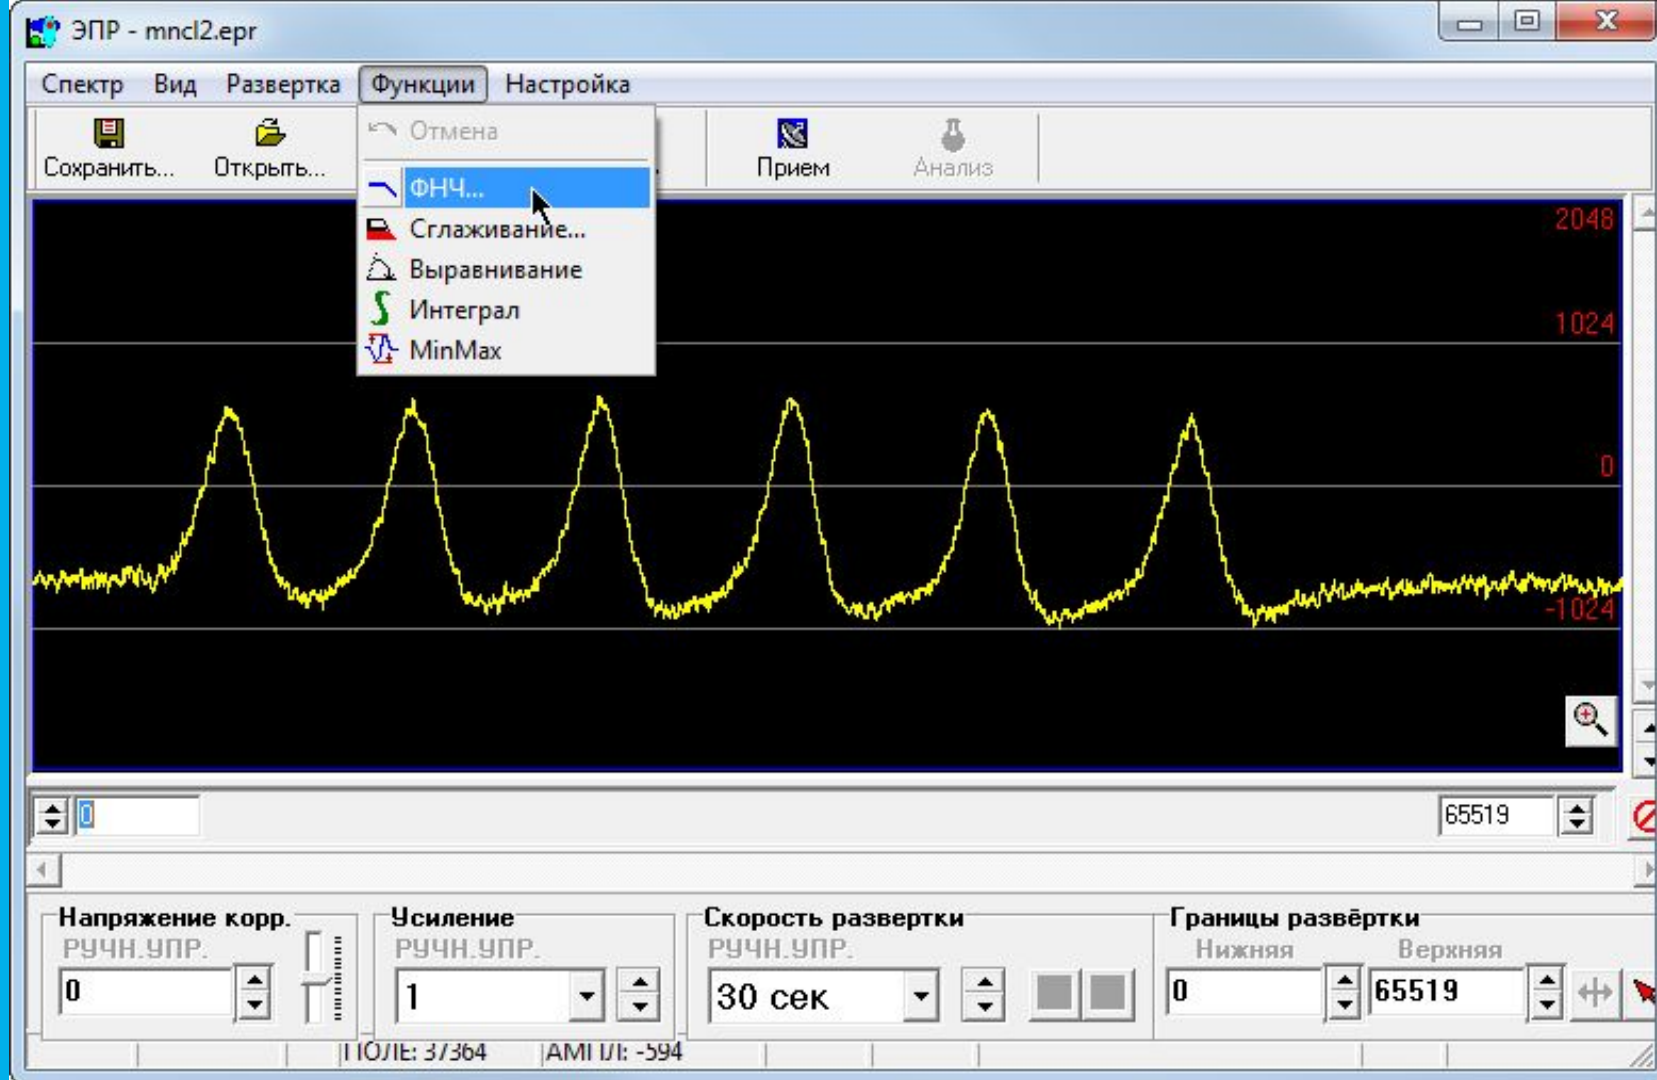 ЭПР - mncl2.epr
Спектр Вид Развертка Функции Настройка
Сохранить... Открыть... Прием Анализ
Отмена
ФНЧ...
Сглаживание...
Выравнивание
Интеграл
MinMax
2048
1024
0
-1024
0 65519
Напряжение корр. Усиление Скорость развертки Границы развёртки
РУЧН.УПР. РУЧН.УПР. РУЧН.УПР. Нижняя Верхняя
0 1 30 сек 0 65519
ПОЛЕ: 37364 АМПЛ: -594